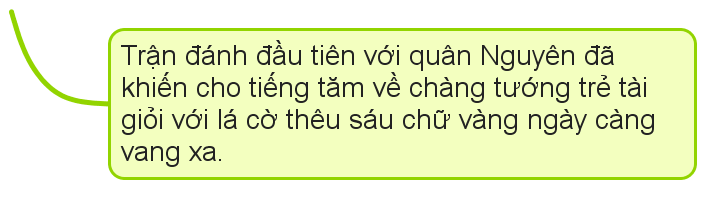 Trận đánh đầu tiên với quân Nguyên đã
khiến cho tiếng tăm về chàng tướng trẻ tài
giỏi với lá cờ thêu sáu chữ vàng ngày càng
vang xa.